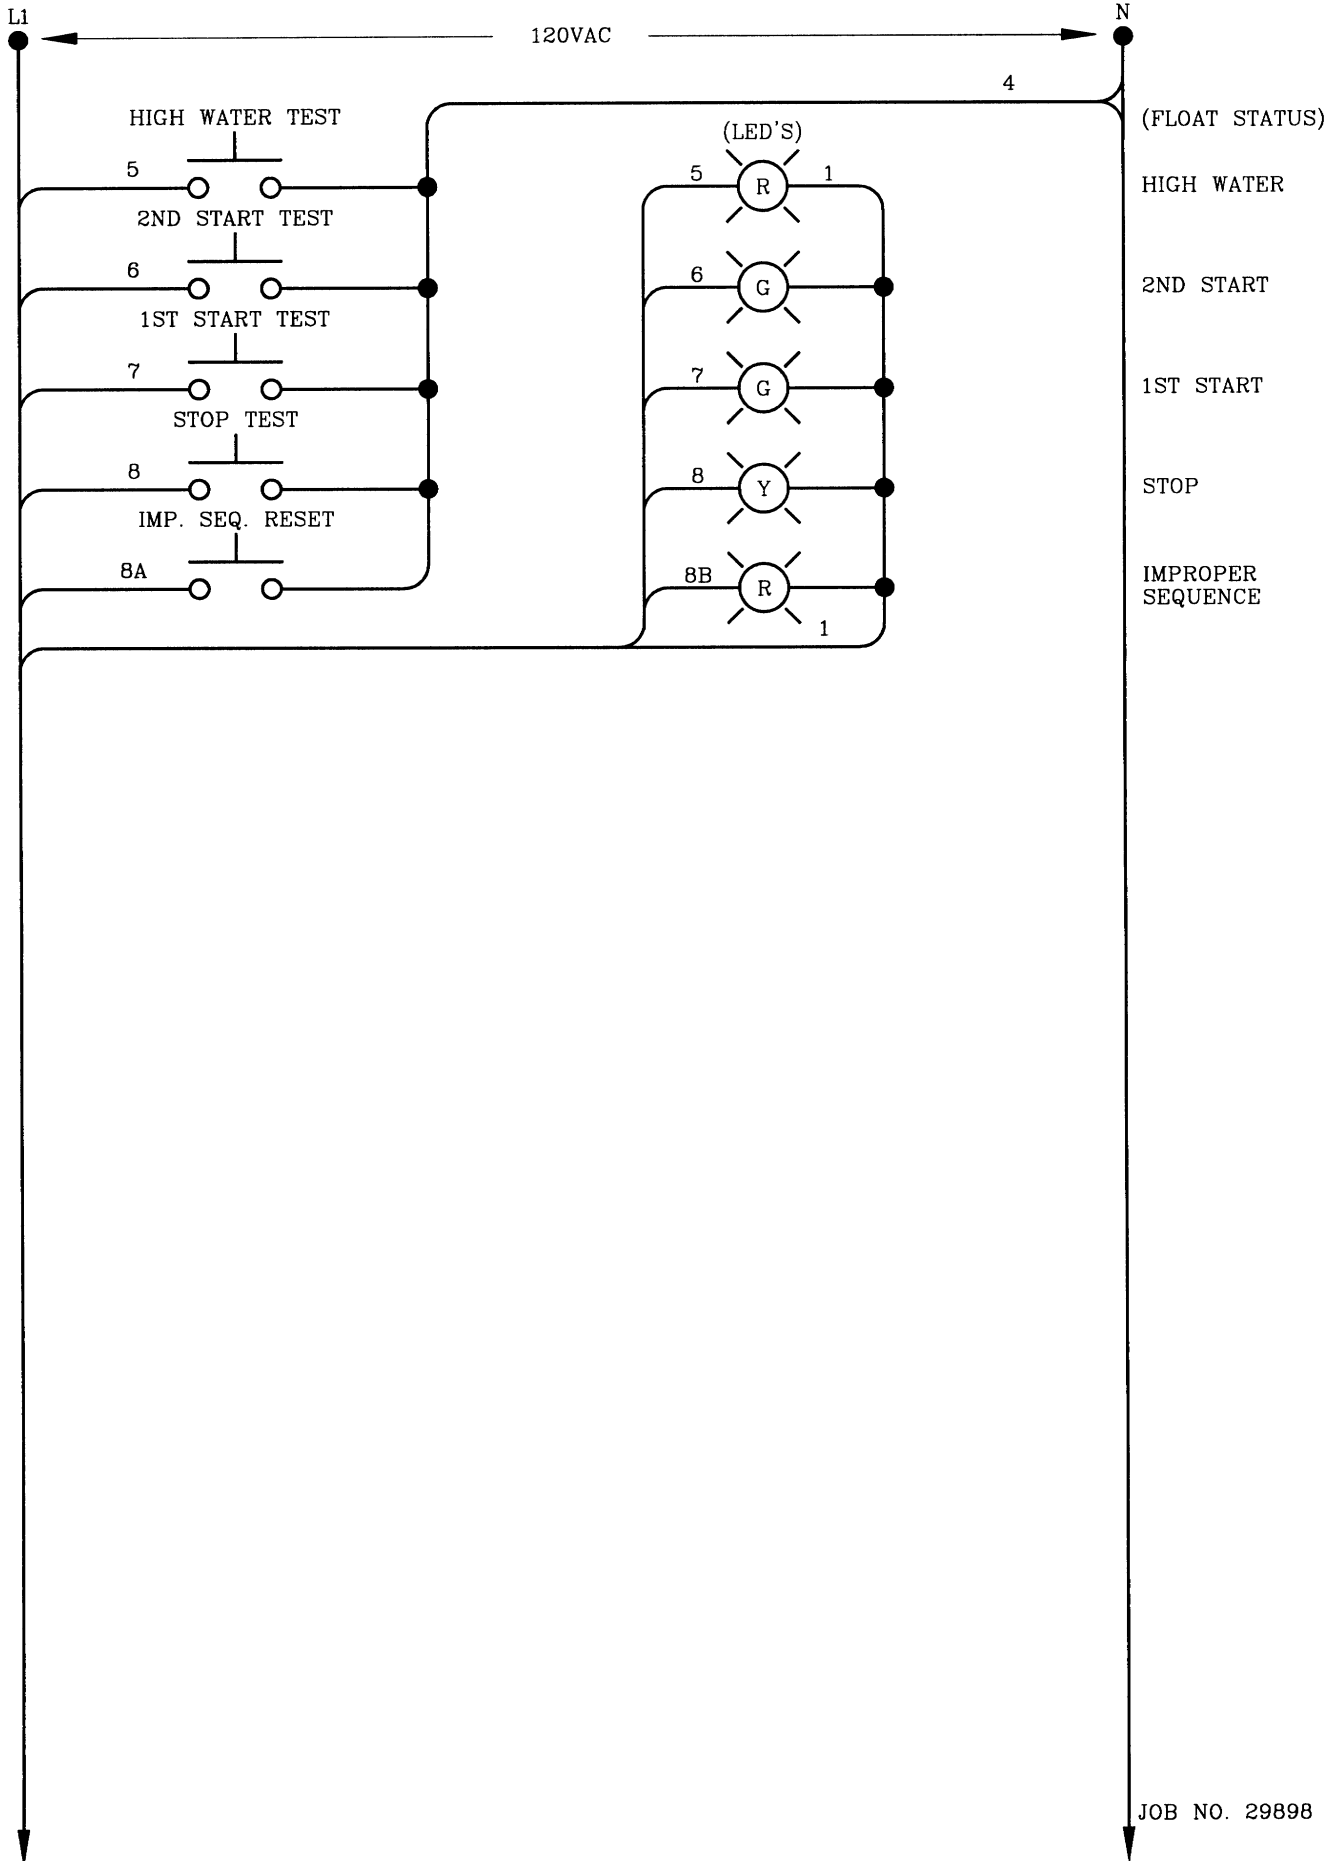 L1
120VAC
N
4
HIGH WATER TEST
(LED'S)
(FLOAT STATUS)
5
5
R
1
HIGH WATER
2ND START TEST
6
6
G
2ND START
1ST START TEST
7
7
G
1ST START
STOP TEST
8
8
Y
STOP
IMP. SEQ. RESET
8A
8B
R
IMPROPER
SEQUENCE
1
JOB NO. 29898